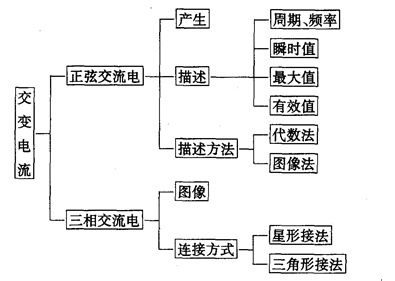 交变电流
正弦交流电
产生
描述
周期、频率
瞬时值
最大值
有效值
描述方法
代数法
图像法
三相交流电
图像
连接方式
星形接法
三角形接法